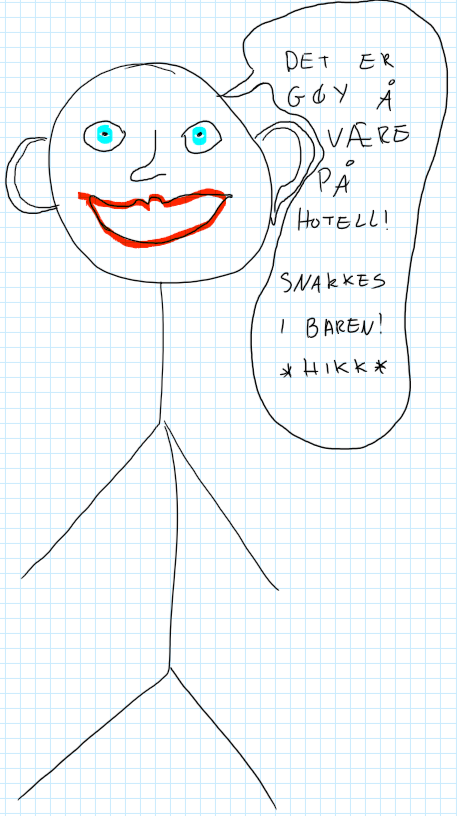 DET ER
GØY Å
VÆRE
PÅ
HOTELL!
SNAKKES
I BAREN!
*HIKK*